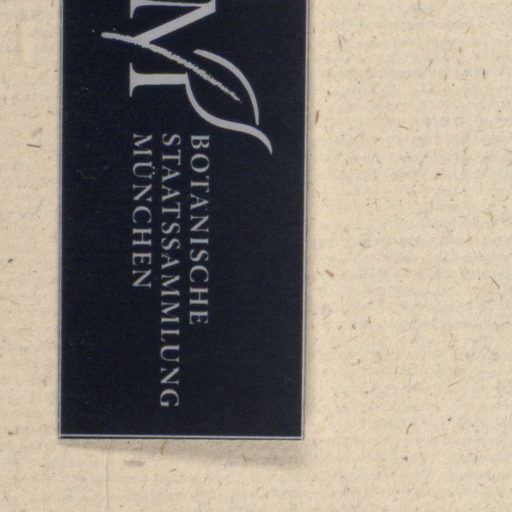 M
BOTANISCHE
STAATSSAMMLUNG
MÜNCHEN